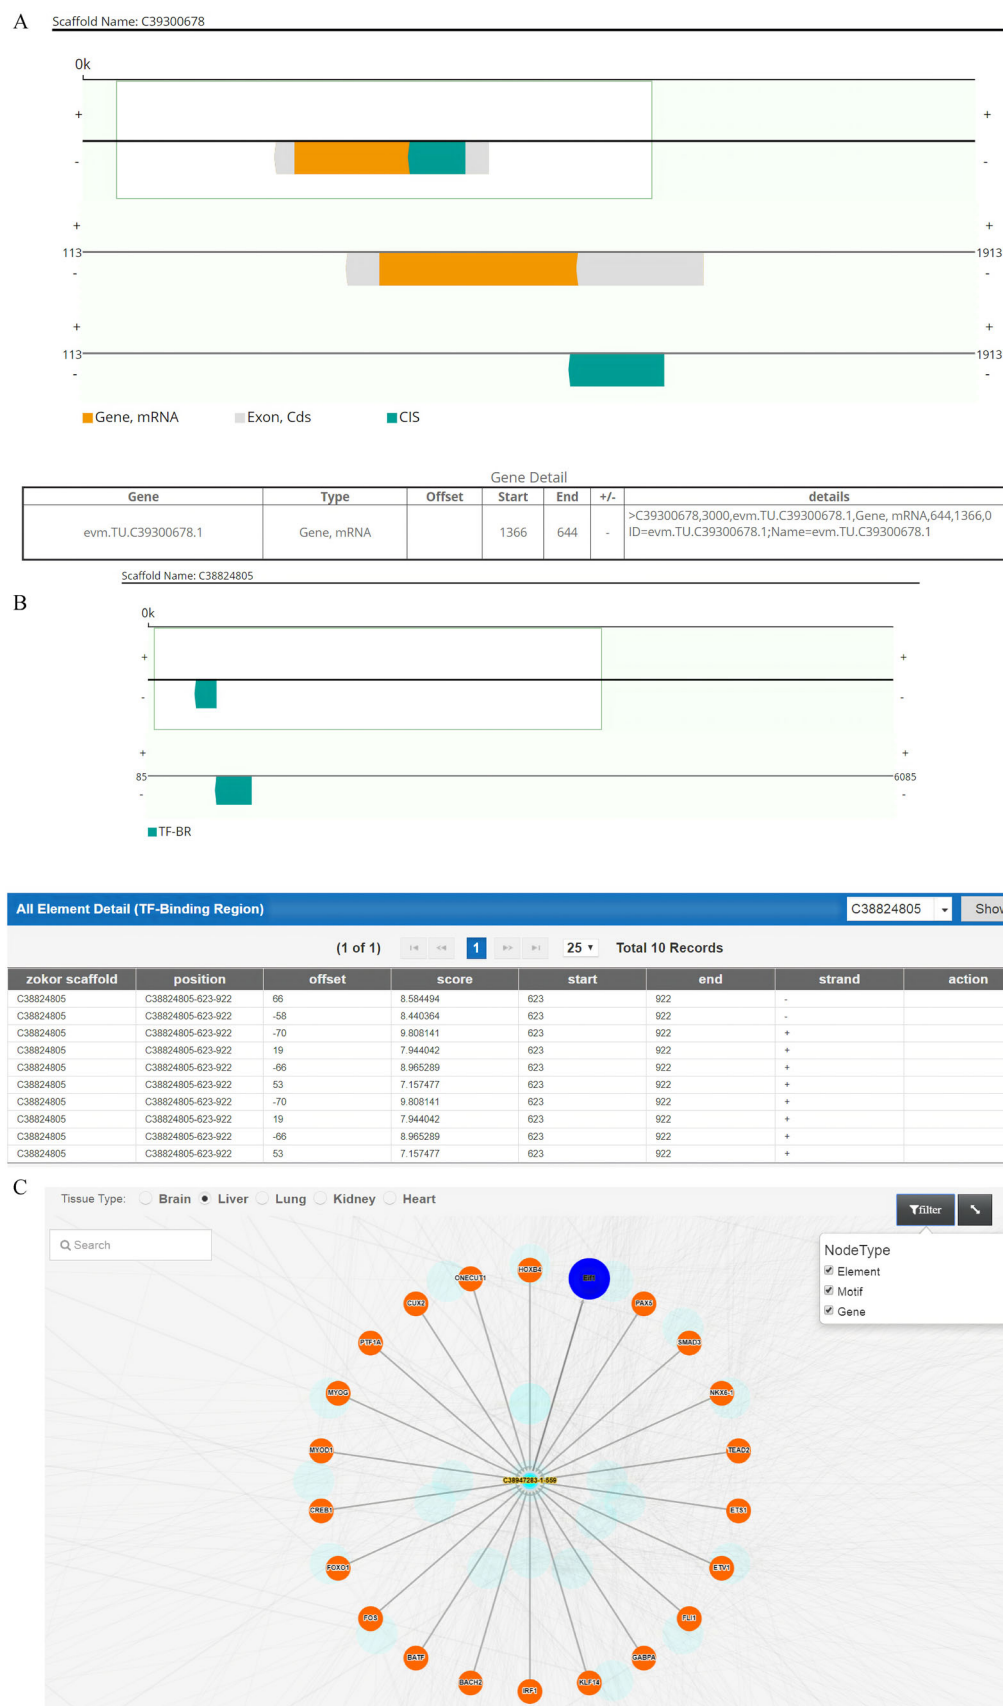 A
Scaffold Name: C39300678
0k
+ +
- -
+ +
113 1913
- -
+ +
113 1913
- -
Gene, mRNA Exon, Cds CIS
Gene Detail
Gene Type Offset Start End +/- details
evm.TU.C39300678.1 Gene, mRNA 1366 644 - >C39300678,3000,evm.TU.C39300678.1,Gene, mRNA,644,1366,0
ID=evm.TU.C39300678.1;Name=evm.TU.C39300678.1
Scaffold Name: C38824805
B
0k
+ +
- -
+ +
85 6085
- -
TF-BR
All Element Detail (TF-Binding Region) C38824805 Show
(1 of 1) 1 25 Total 10 Records
zokor scaffold position offset score start end strand action
C38824805 C38824805-623-922 66 8.584494 623 922 -
C38824805 C38824805-623-922 -58 8.440364 623 922 -
C38824805 C38824805-623-922 -70 9.808141 623 922 +
C38824805 C38824805-623-922 19 7.944042 623 922 +
C38824805 C38824805-623-922 -66 8.965289 623 922 +
C38824805 C38824805-623-922 53 7.157477 623 922 +
C38824805 C38824805-623-922 -70 9.808141 623 922 +
C38824805 C38824805-623-922 19 7.944042 623 922 +
C38824805 C38824805-623-922 -66 8.965289 623 922 +
C38824805 C38824805-623-922 53 7.157477 623 922 +
C
Tissue Type: Brain Liver Lung Kidney Heart
filter
Search
NodeType
Element
Motif
Gene
HOXB4
ONECUT1
CUX2 PAX5
PTF1A SMAD3
MYOG NKX6-1
MYOD1 TEAD2
C38947283-1-559
CREB1 ETS1
FOXO1 ETV1
FOS FLI1
BATF GABPA
BACH2 KLF14
IRF1